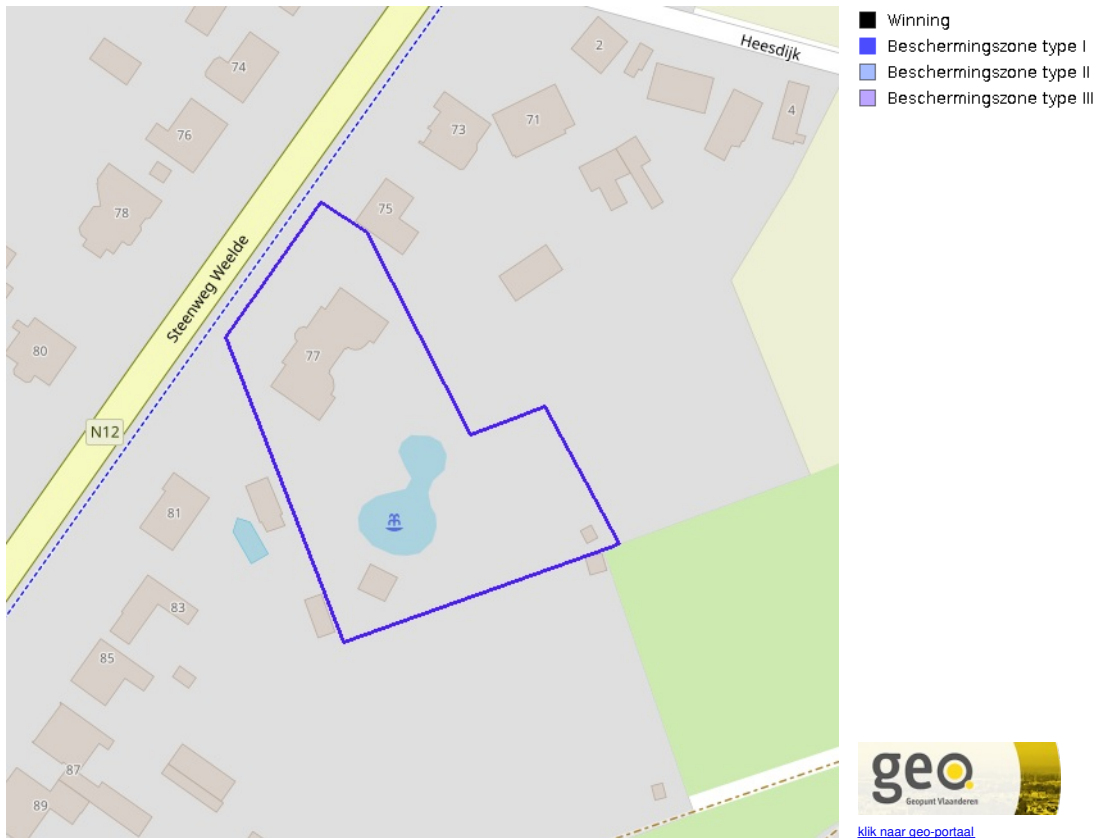 Heesdijk
2
74
4
73
71
76
78
75
Steenweg Weelde
80
77
N12
81
83
85
87
89
Winning
Beschermingszone type I
Beschermingszone type II
Beschermingszone type III
geo.
Geopunt Vlaanderen
klik naar geo-portaal